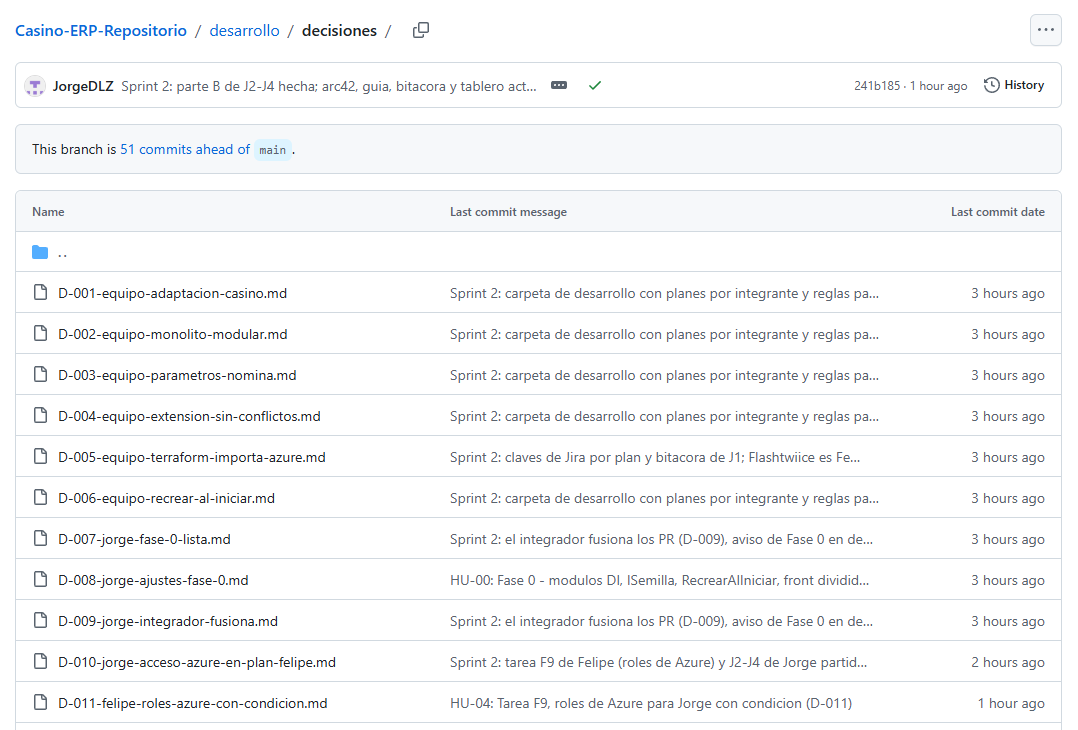 Casino-ERP-Repositorio / desarrollo / decisiones /
JorgeDLZ Sprint 2: parte B de J2-J4 hecha; arc42, guia, bitacora y tablero act... 241b185 · 1 hour ago History
This branch is 51 commits ahead of main .
Name Last commit message Last commit date
..
D-001-equipo-adaptacion-casino.md Sprint 2: carpeta de desarrollo con planes por integrante y reglas pa... 3 hours ago
D-002-equipo-monolito-modular.md Sprint 2: carpeta de desarrollo con planes por integrante y reglas pa... 3 hours ago
D-003-equipo-parametros-nomina.md Sprint 2: carpeta de desarrollo con planes por integrante y reglas pa... 3 hours ago
D-004-equipo-extension-sin-conflictos.md Sprint 2: carpeta de desarrollo con planes por integrante y reglas pa... 3 hours ago
D-005-equipo-terraform-importa-azure.md Sprint 2: claves de Jira por plan y bitacora de J1; Flashtwiice es Fe... 3 hours ago
D-006-equipo-recrear-al-iniciar.md Sprint 2: carpeta de desarrollo con planes por integrante y reglas pa... 3 hours ago
D-007-jorge-fase-0-lista.md Sprint 2: el integrador fusiona los PR (D-009), aviso de Fase 0 en de... 3 hours ago
D-008-jorge-ajustes-fase-0.md HU-00: Fase 0 - modulos DI, ISemilla, RecrearAlIniciar, front dividid... 3 hours ago
D-009-jorge-integrador-fusiona.md Sprint 2: el integrador fusiona los PR (D-009), aviso de Fase 0 en de... 3 hours ago
D-010-jorge-acceso-azure-en-plan-felipe.md Sprint 2: tarea F9 de Felipe (roles de Azure) y J2-J4 de Jorge partid... 2 hours ago
D-011-felipe-roles-azure-con-condicion.md HU-04: Tarea F9, roles de Azure para Jorge con condicion (D-011) 1 hour ago